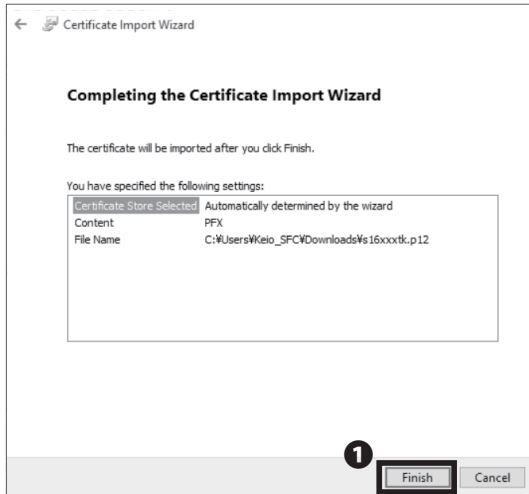 Certificate Import Wizard
Completing the Certificate Import Wizard
The certificate will be imported after you click Finish.
You have specified the following settings:
Certificate Store Selected Automatically determined by the wizard
Content PFX
File Name C:¥Users¥Keio_SFC¥Downloads¥s16xxxtk.p12
1
Finish Cancel